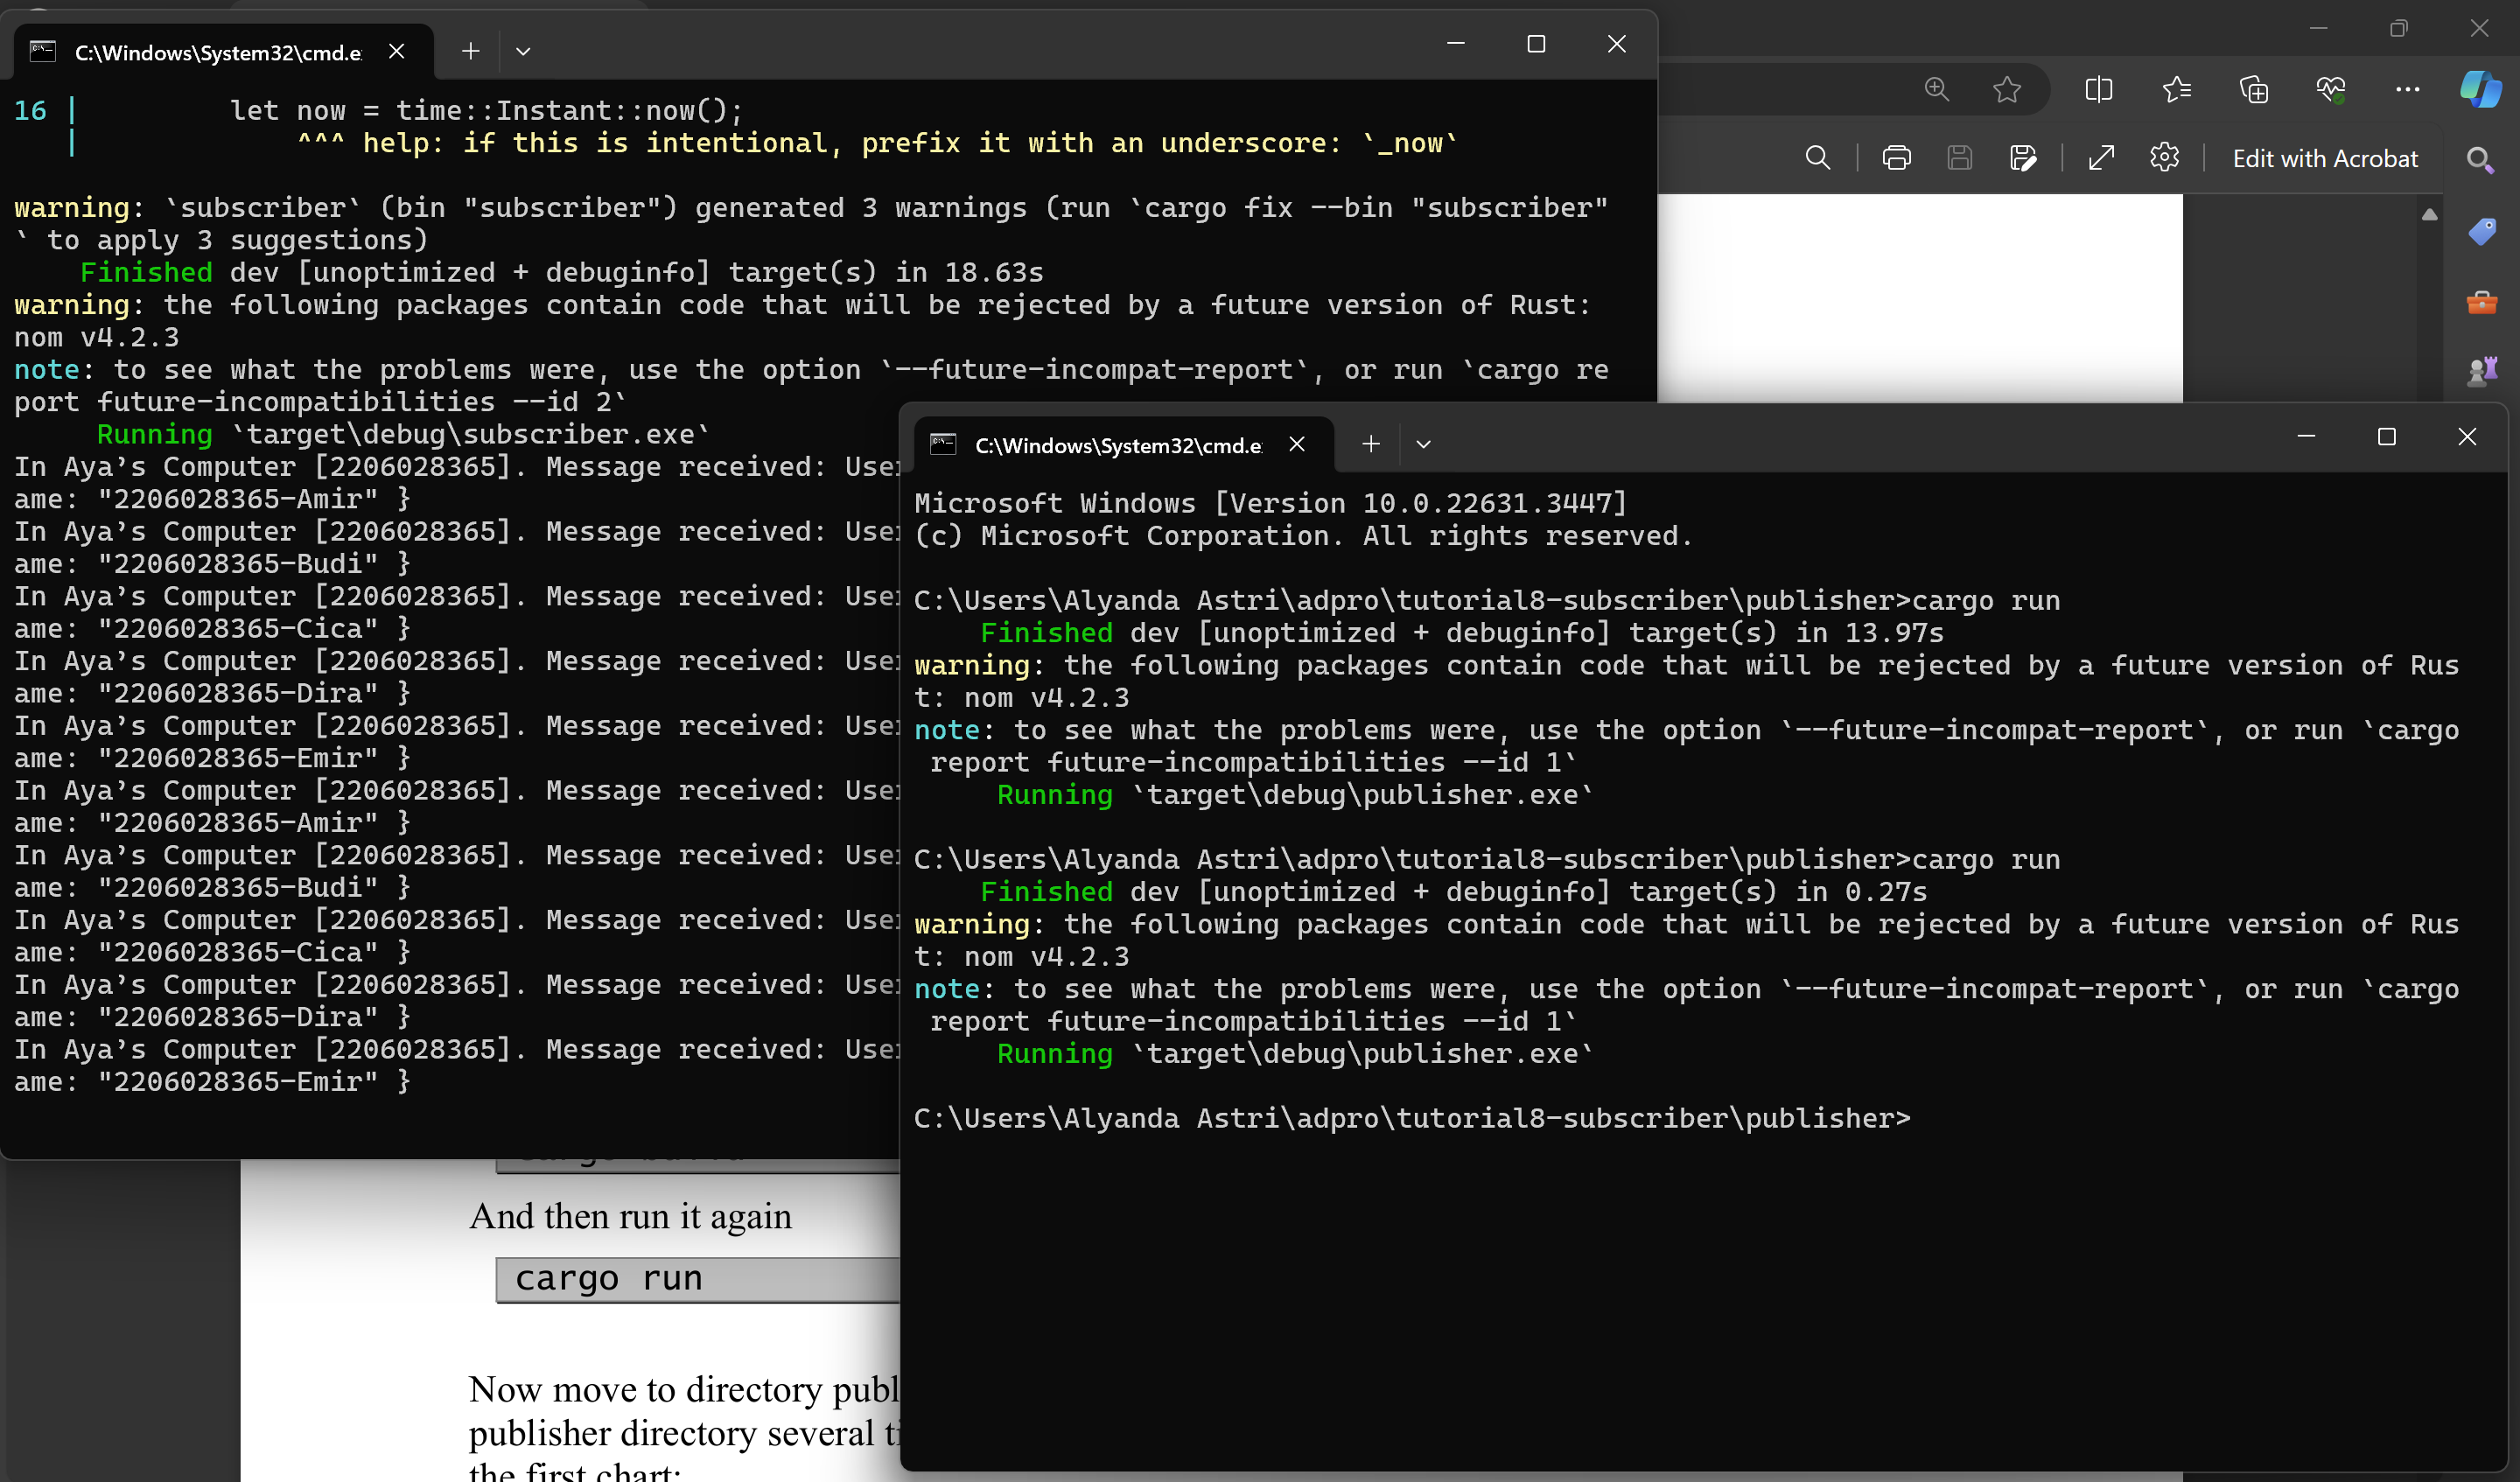 C:\Windows\System32\cmd.e
16 |         let now = time::Instant::now();
   |             ^^^ help: if this is intentional, prefix it with an underscore: `_now`
warning: `subscriber` (bin "subscriber") generated 3 warnings (run `cargo fix --bin "subscriber"
` to apply 3 suggestions)
    Finished dev [unoptimized + debuginfo] target(s) in 18.63s
warning: the following packages contain code that will be rejected by a future version of Rust:
nom v4.2.3
note: to see what the problems were, use the option `--future-incompat-report`, or run `cargo re
port future-incompatibilities --id 2`
     Running `target\debug\subscriber.exe`
In Aya’s Computer [2206028365]. Message received: User
ame: "2206028365-Amir" }
In Aya’s Computer [2206028365]. Message received: User
ame: "2206028365-Budi" }
In Aya’s Computer [2206028365]. Message received: User
ame: "2206028365-Cica" }
In Aya’s Computer [2206028365]. Message received: User
ame: "2206028365-Dira" }
In Aya’s Computer [2206028365]. Message received: User
ame: "2206028365-Emir" }
In Aya’s Computer [2206028365]. Message received: User
ame: "2206028365-Amir" }
In Aya’s Computer [2206028365]. Message received: User
ame: "2206028365-Budi" }
In Aya’s Computer [2206028365]. Message received: User
ame: "2206028365-Cica" }
In Aya’s Computer [2206028365]. Message received: User
ame: "2206028365-Dira" }
In Aya’s Computer [2206028365]. Message received: User
ame: "2206028365-Emir" }
Edit with Acrobat
C:\Windows\System32\cmd.e
Microsoft Windows [Version 10.0.22631.3447]
(c) Microsoft Corporation. All rights reserved.
C:\Users\Alyanda Astri\adpro\tutorial8-subscriber\publisher>cargo run
    Finished dev [unoptimized + debuginfo] target(s) in 13.97s
warning: the following packages contain code that will be rejected by a future version of Rus
t: nom v4.2.3
note: to see what the problems were, use the option `--future-incompat-report`, or run `cargo
 report future-incompatibilities --id 1`
     Running `target\debug\publisher.exe`
C:\Users\Alyanda Astri\adpro\tutorial8-subscriber\publisher>cargo run
    Finished dev [unoptimized + debuginfo] target(s) in 0.27s
warning: the following packages contain code that will be rejected by a future version of Rus
t: nom v4.2.3
note: to see what the problems were, use the option `--future-incompat-report`, or run `cargo
 report future-incompatibilities --id 1`
     Running `target\debug\publisher.exe`
C:\Users\Alyanda Astri\adpro\tutorial8-subscriber\publisher>
And then run it again
cargo run
Now move to directory publ
publisher directory several ti
the first chart: